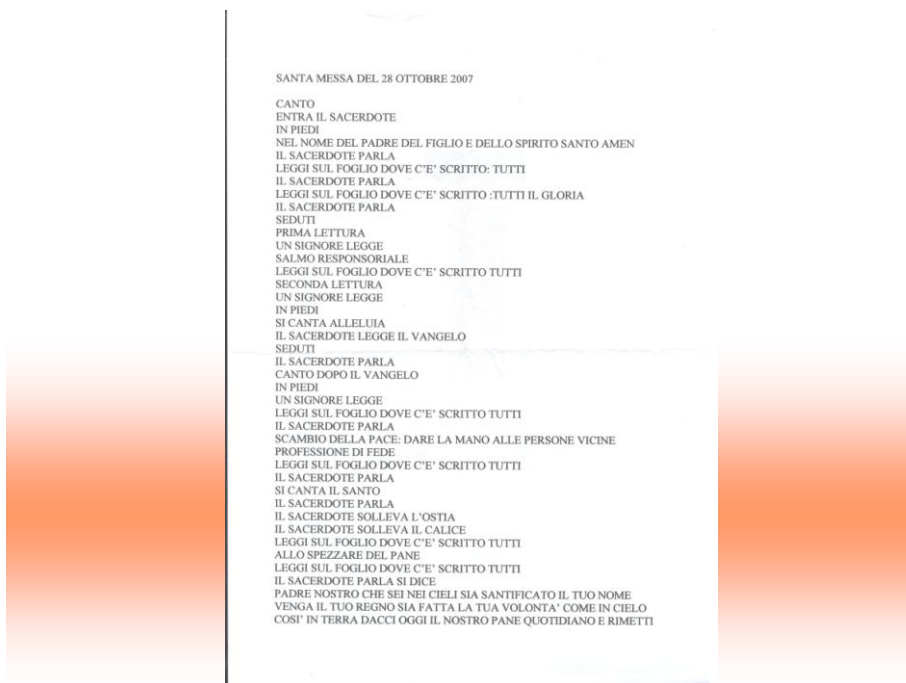 SANTA MESSA DEL 28 OTTOBRE 2007
CANTO
ENTRA IL SACERDOTE
IN PIEDI
NEL NOME DEL PADRE DEL FIGLIO E DELLO SPIRITO SANTO AMEN
IL SACERDOTE PARLA
LEGGI SUL FOGLIO DOVE C'E' SCRITTO: TUTTI
IL SACERDOTE PARLA
LEGGI SUL FOGLIO DOVE C'E' SCRITTO :TUTTI IL GLORIA
IL SACERDOTE PARLA
SEDUTI
PRIMA LETTURA
UN SIGNORE LEGGE
SALMO RESPONSORIALE
LEGGI SUL FOGLIO DOVE C'E' SCRITTO TUTTI
SECONDA LETTURA
UN SIGNORE LEGGE
IN PIEDI
SI CANTA ALLELUIA
IL SACERDOTE LEGGE IL VANGELO
SEDUTI
IL SACERDOTE PARLA
CANTO DOPO IL VANGELO
IN PIEDI
UN SIGNORE LEGGE
LEGGI SUL FOGLIO DOVE C'E' SCRITTO TUTTI
IL SACERDOTE PARLA
SCAMBIO DELLA PACE: DARE LA MANO ALLE PERSONE VICINE
PROFESSIONE DI FEDE
LEGGI SUL FOGLIO DOVE C'E' SCRITTO TUTTI
IL SACERDOTE PARLA
SI CANTA IL SANTO
IL SACERDOTE PARLA
IL SACERDOTE SOLLEVA L'OSTIA
IL SACERDOTE SOLLEVA IL CALICE
LEGGI SUL FOGLIO DOVE C'E' SCRITTO TUTTI
ALLO SPEZZARE DEL PANE
LEGGI SUL FOGLIO DOVE C'E' SCRITTO TUTTI
IL SACERDOTE PARLA SI DICE
PADRE NOSTRO CHE SEI NEI CIELI SIA SANTIFICATO IL TUO NOME
VENGA IL TUO REGNO SIA FATTA LA TUA VOLONTA' COME IN CIELO
COSI' IN TERRA DACCI OGGI IL NOSTRO PANE QUOTIDIANO E RIMETTI